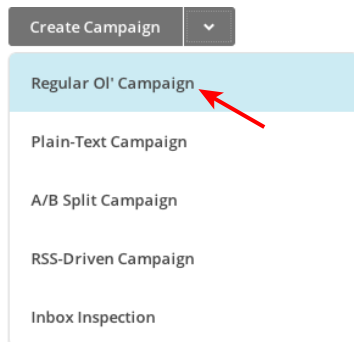 Create Campaign
Regular Ol' Campaign
Plain-Text Campaign
A/B Split Campaign
RSS-Driven Campaign
Inbox Inspection